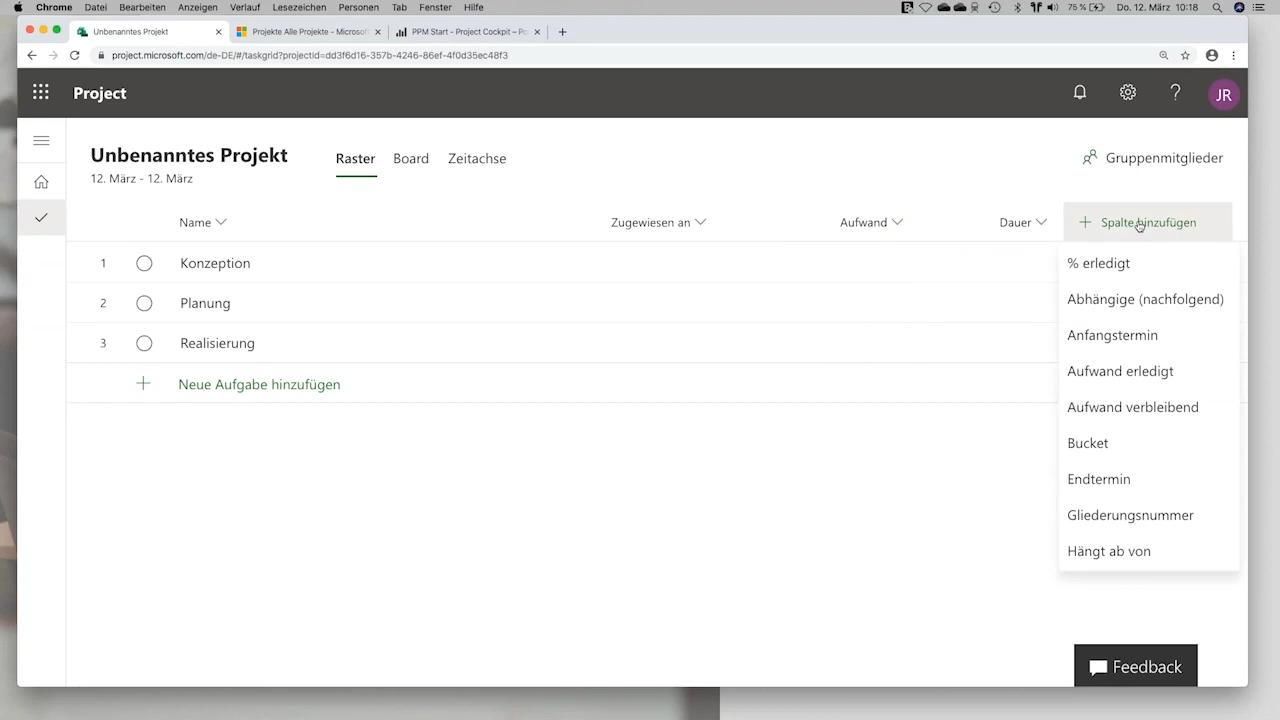 Chrome Datei Bearbeiten Anzeigen Verlauf Lesezeichen Personen Tab Fenster Hilfe 75 % Do. 12. März 10:18
Unbenanntes Projekt Projekte Alle Projekte - Microsof PPM Start - Project Cockpit – Po
project.microsoft.com/de-DE/#/taskgrid?projectId=dd3f6d16-357b-4246-86ef-4f0d35ec48f3
Project JR
Unbenanntes Projekt Raster Board Zeitachse Gruppenmitglieder
12. März - 12. März
Name Zugewiesen an Aufwand Dauer Spalte hinzufügen
1 Konzeption
2 Planung
3 Realisierung
Neue Aufgabe hinzufügen
% erledigt
Abhängige (nachfolgend)
Anfangstermin
Aufwand erledigt
Aufwand verbleibend
Bucket
Endtermin
Gliederungsnummer
Hängt ab von
Feedback